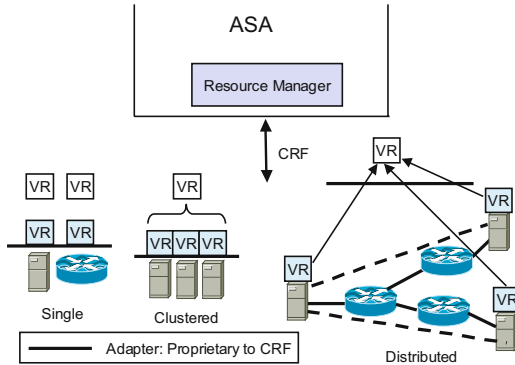 ASA
Resource Manager
CRF
VR
VR VR
VR
VR
VR VR
VR VR VR
VR
VR
Single
Clustered
Distributed
Adapter: Proprietary to CRF